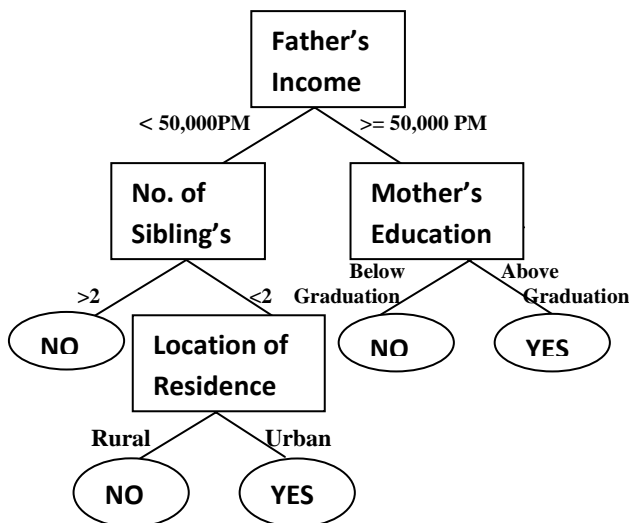 Father's
Income
< 50,000PM
>= 50,000 PM
No. of
Sibling's
Mother's
Education
>2
<2
Below
Graduation
Above
Graduation
NO
Location of
Residence
NO
YES
Rural
Urban
NO
YES